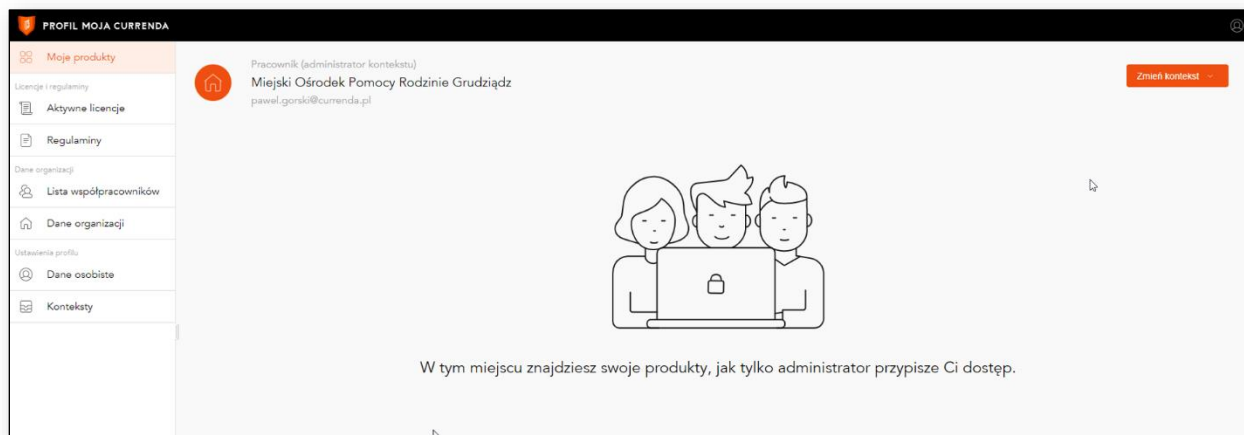 PROFIL MOJA CURRENDA
Moje produkty
Licencje i regulaminy
Aktywne licencje
Regulaminy
Dane organizacji
Lista współpracowników
Dane organizacji
Ustawienia profilu
Dane osobiste
Konteksty
Pracownik (administrator kontekstu)
Miejski Ośrodek Pomocy Rodzinie Grudziądz
pawel.gorski@currenda.pl
Zmień kontekst
W tym miejscu znajdziesz swoje produkty, jak tylko administrator przypisze Ci dostęp.